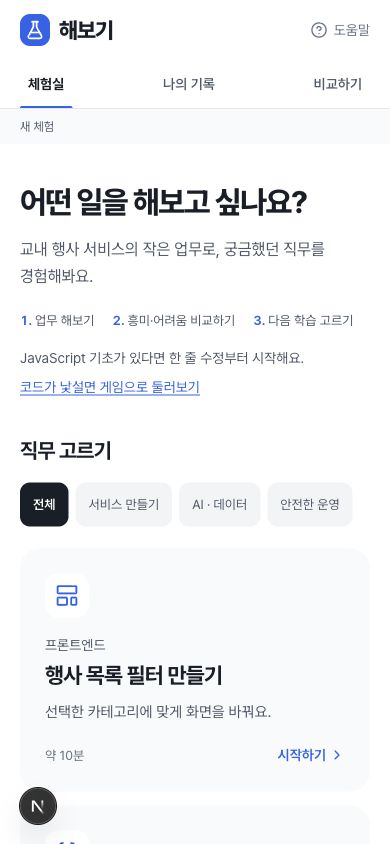 해보기
도움말
체험실
나의 기록
비교하기
새 체험
어떤 일을 해보고 싶나요?
교내 행사 서비스의 작은 업무로, 궁금했던 직무를
경험해봐요.
1. 업무 해보기
2. 흥미·어려움 비교하기
3. 다음 학습 고르기
JavaScript 기초가 있다면 한 줄 수정부터 시작해요.
코드가 낯설면 게임으로 둘러보기
직무 고르기
전체
서비스 만들기
AI · 데이터
안전한 운영
프론트엔드
행사 목록 필터 만들기
선택한 카테고리에 맞게 화면을 바꿔요.
약 10분
시작하기
N